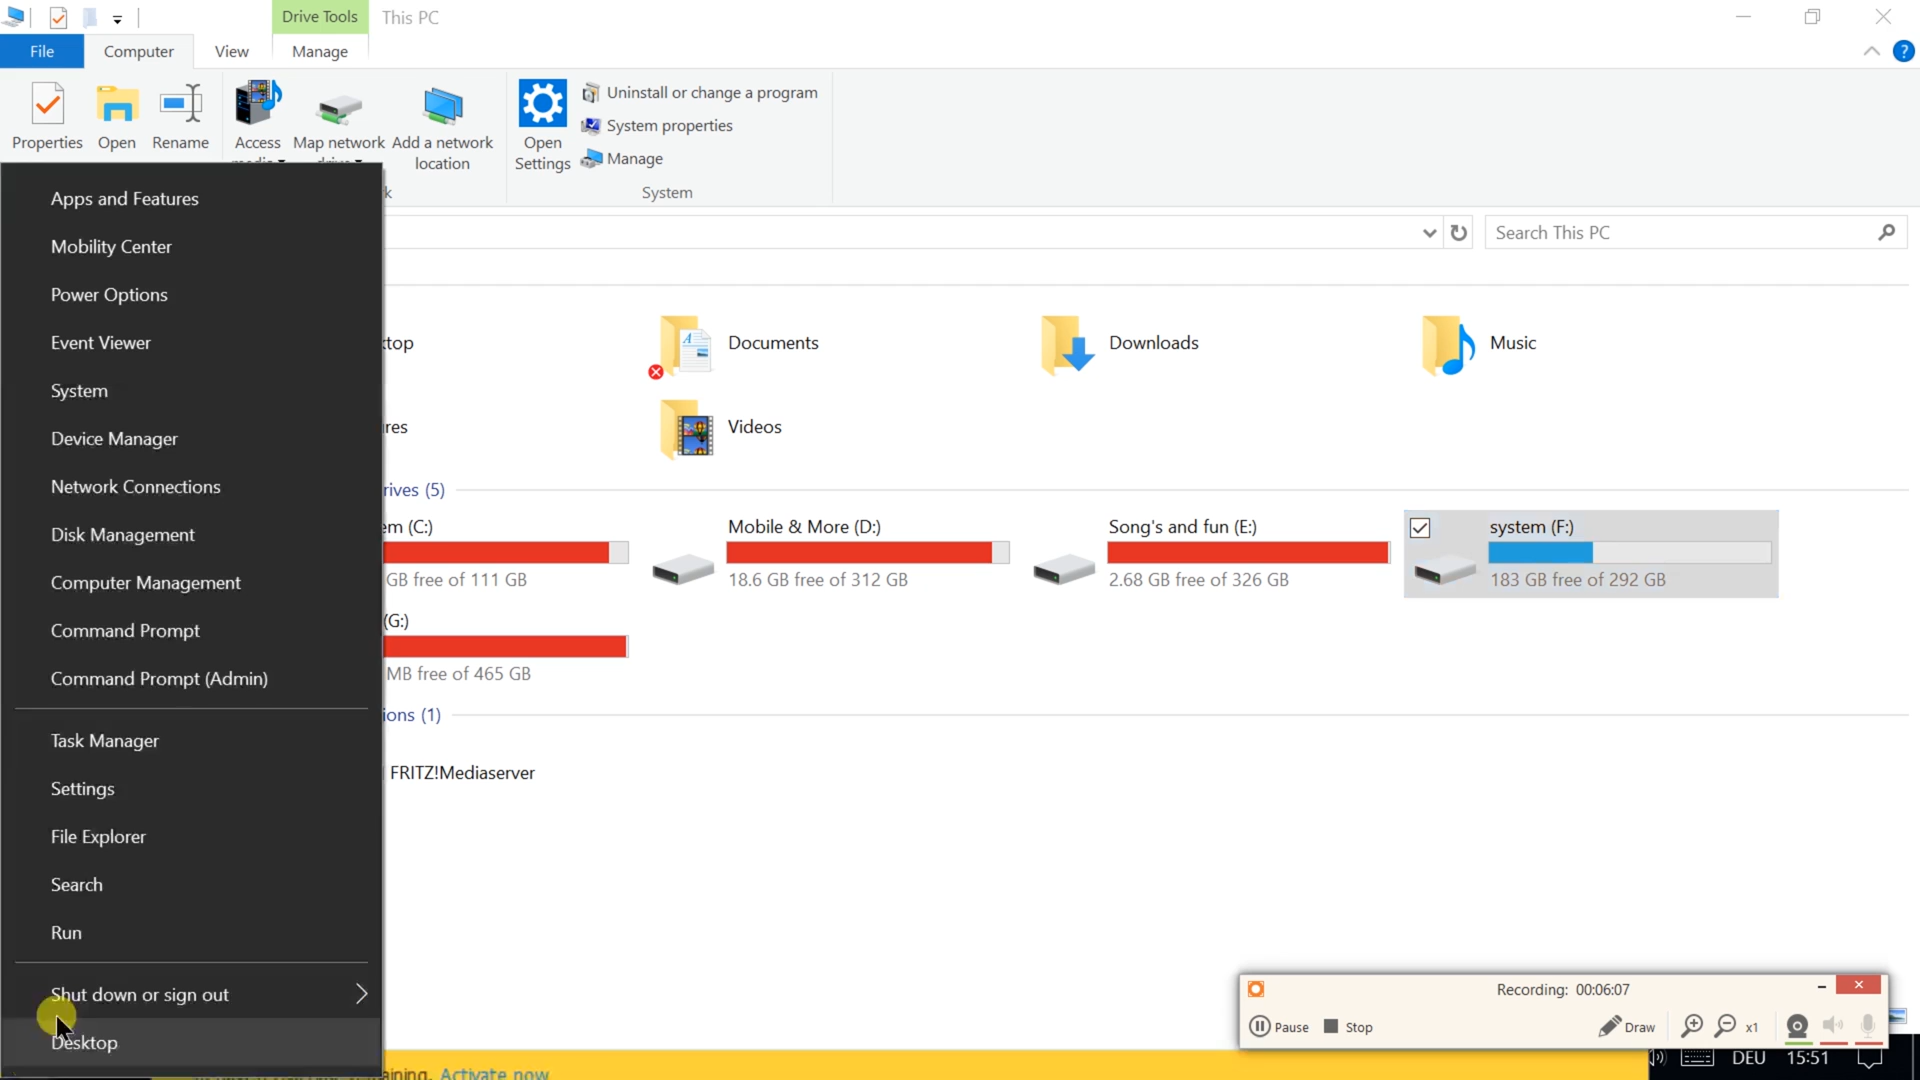 Drive Tools
This PC
File
Computer
View
Manage
Properties
Open
Rename
Access
Map network
Add a network
location
Open
Settings
Uninstall or change a program
System properties
Manage
System
k
Search This PC
Apps and Features
Mobility Center
Power Options
Event Viewer
System
Device Manager
Network Connections
Disk Management
Computer Management
Command Prompt
Command Prompt (Admin)
Task Manager
Settings
File Explorer
Search
Run
Shut down or sign out
Desktop
ktop
Documents
Downloads
Music
res
Videos
rives (5)
em (C:)
GB free of 111 GB
Mobile & More (D:)
18.6 GB free of 312 GB
Song's and fun (E:)
2.68 GB free of 326 GB
system (F:)
183 GB free of 292 GB
(G:)
MB free of 465 GB
ions (1)
FRITZ!Mediaserver
Recording: 00:06:07
Pause
Stop
Draw
x1
aining. Activate now
DEU
15:51